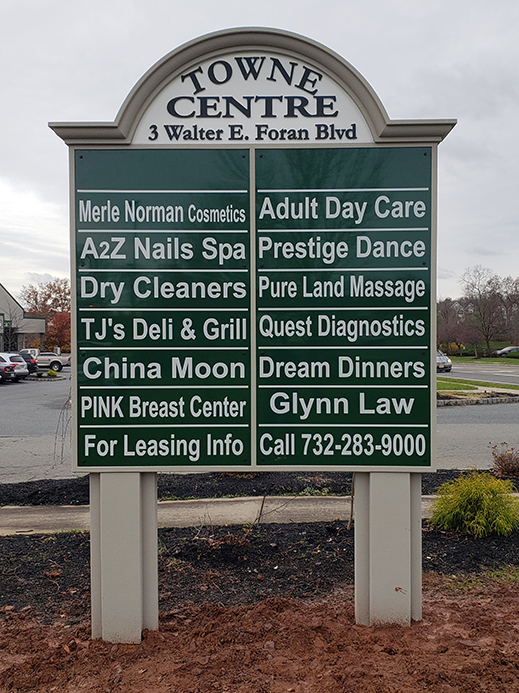 TOWNE
CENTRE
3 Walter E. Foran Blvd
Merle Norman Cosmetics
A2Z Nails Spa
Dry Cleaners
TJ's Deli & Grill
China Moon
PINK Breast Center
For Leasing Info
Adult Day Care
Prestige Dance
Pure Land Massage
Quest Diagnostics
Dream Dinners
Glynn Law
Call 732-283-9000